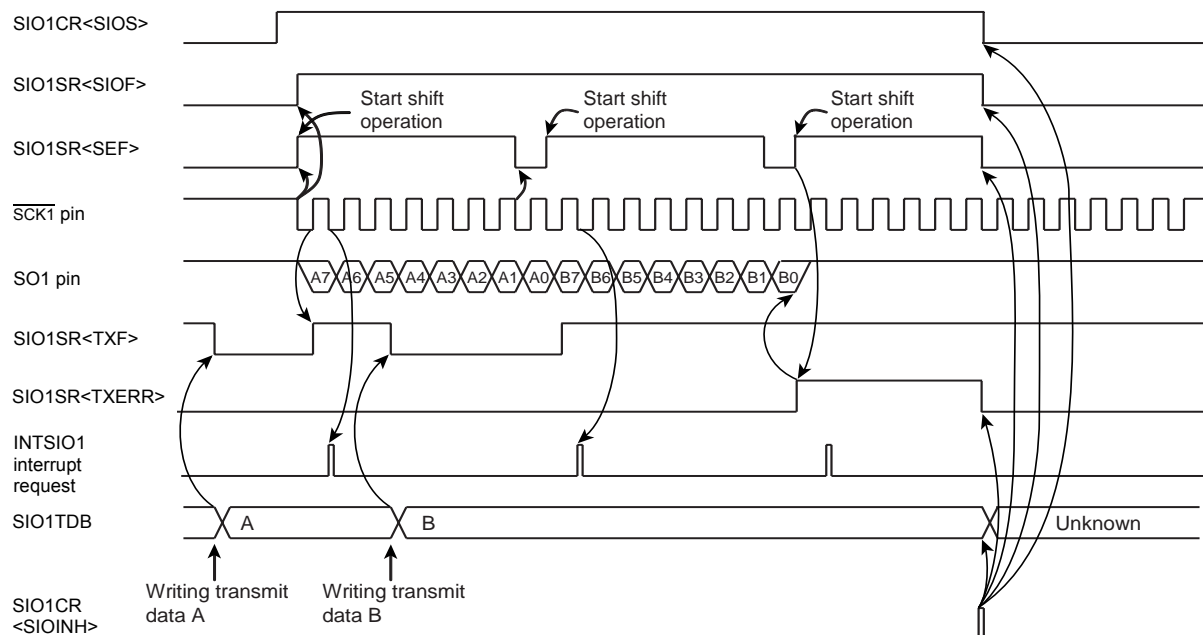 SIO1CR<SIOS>
SIO1SR<SIOF>
Start shift
operation
Start shift
operation
Start shift
operation
SIO1SR<SEF>
SCK1 pin
SO1 pin
A7 A6 A5 A4 A3 A2 A1 A0 B7 B6 B5 B4 B3 B2 B1 B0
SIO1SR<TXF>
SIO1SR<TXERR>
INTSIO1
interrupt
request
SIO1TDB
A
B
Unknown
Writing transmit
data A
Writing transmit
data B
SIO1CR
<SIOINH>